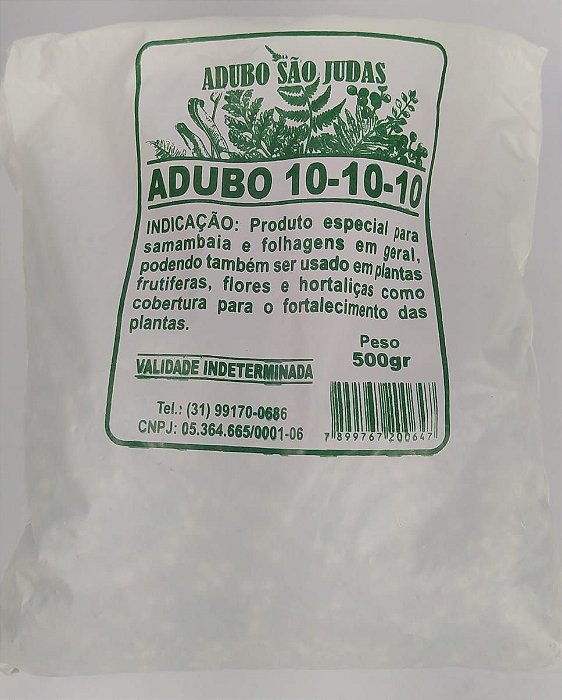 ADUBO SÃO JUDAS
ADUBO 10-10-10
INDICAÇÃO: Produto especial para
samambaia e folhagens em geral,
podendo também ser usado em plantas
frutiferas, flores e hortaliças como
cobertura para o fortalecimento das
plantas.
Peso
500gr
VALIDADE INDETERMINADA
Tel.: (31) 99170-0686
CNPJ: 05.364.665/0001-06
7 899767 200647